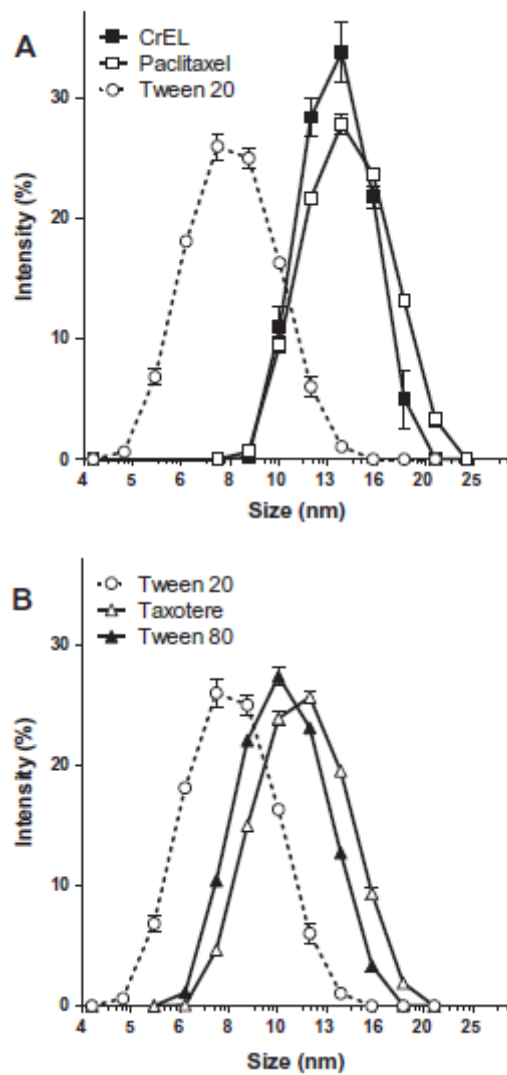 A
CrEL
Paclitaxel
Tween 20
30
20
10
0
Intensity (%)
4 5 6 8 10 13 16 20 25
Size (nm)
B
Tween 20
Taxotere
Tween 80
30
20
10
0
Intensity (%)
4 5 6 8 10 13 16 20 25
Size (nm)